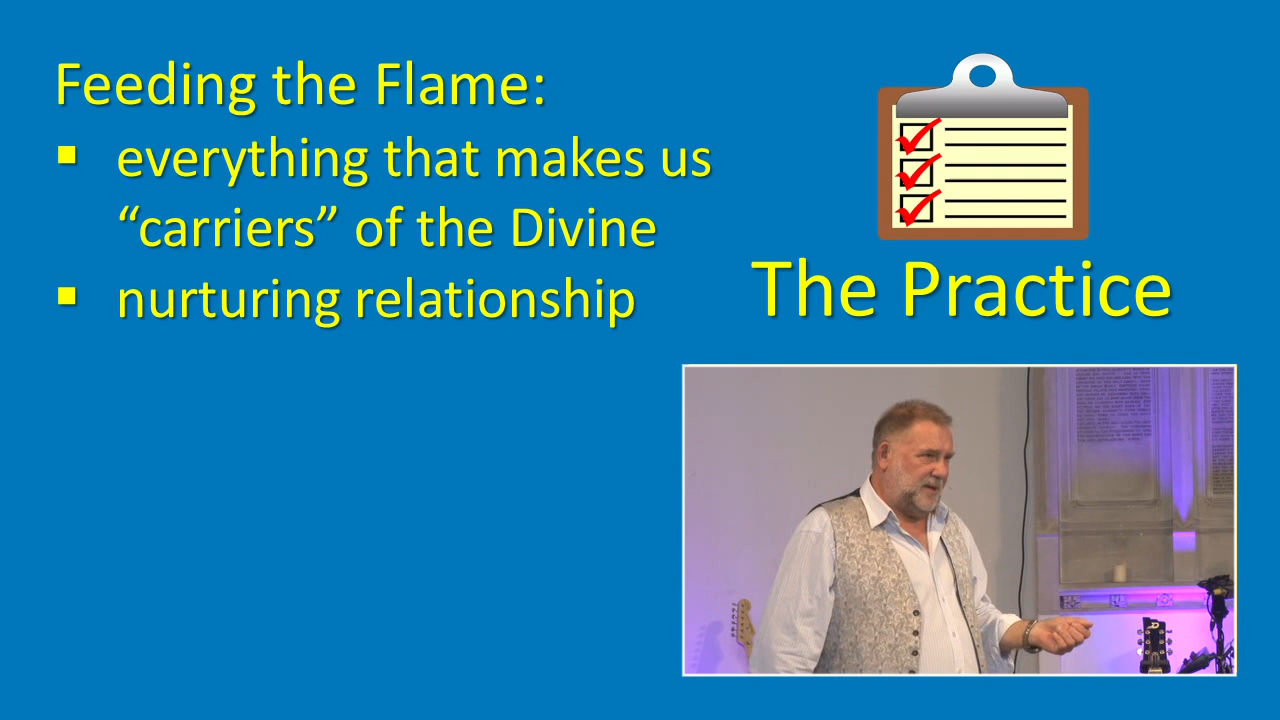 Feeding the Flame:
▪ everything that makes us
“carriers” of the Divine
▪ nurturing relationship
The Practice